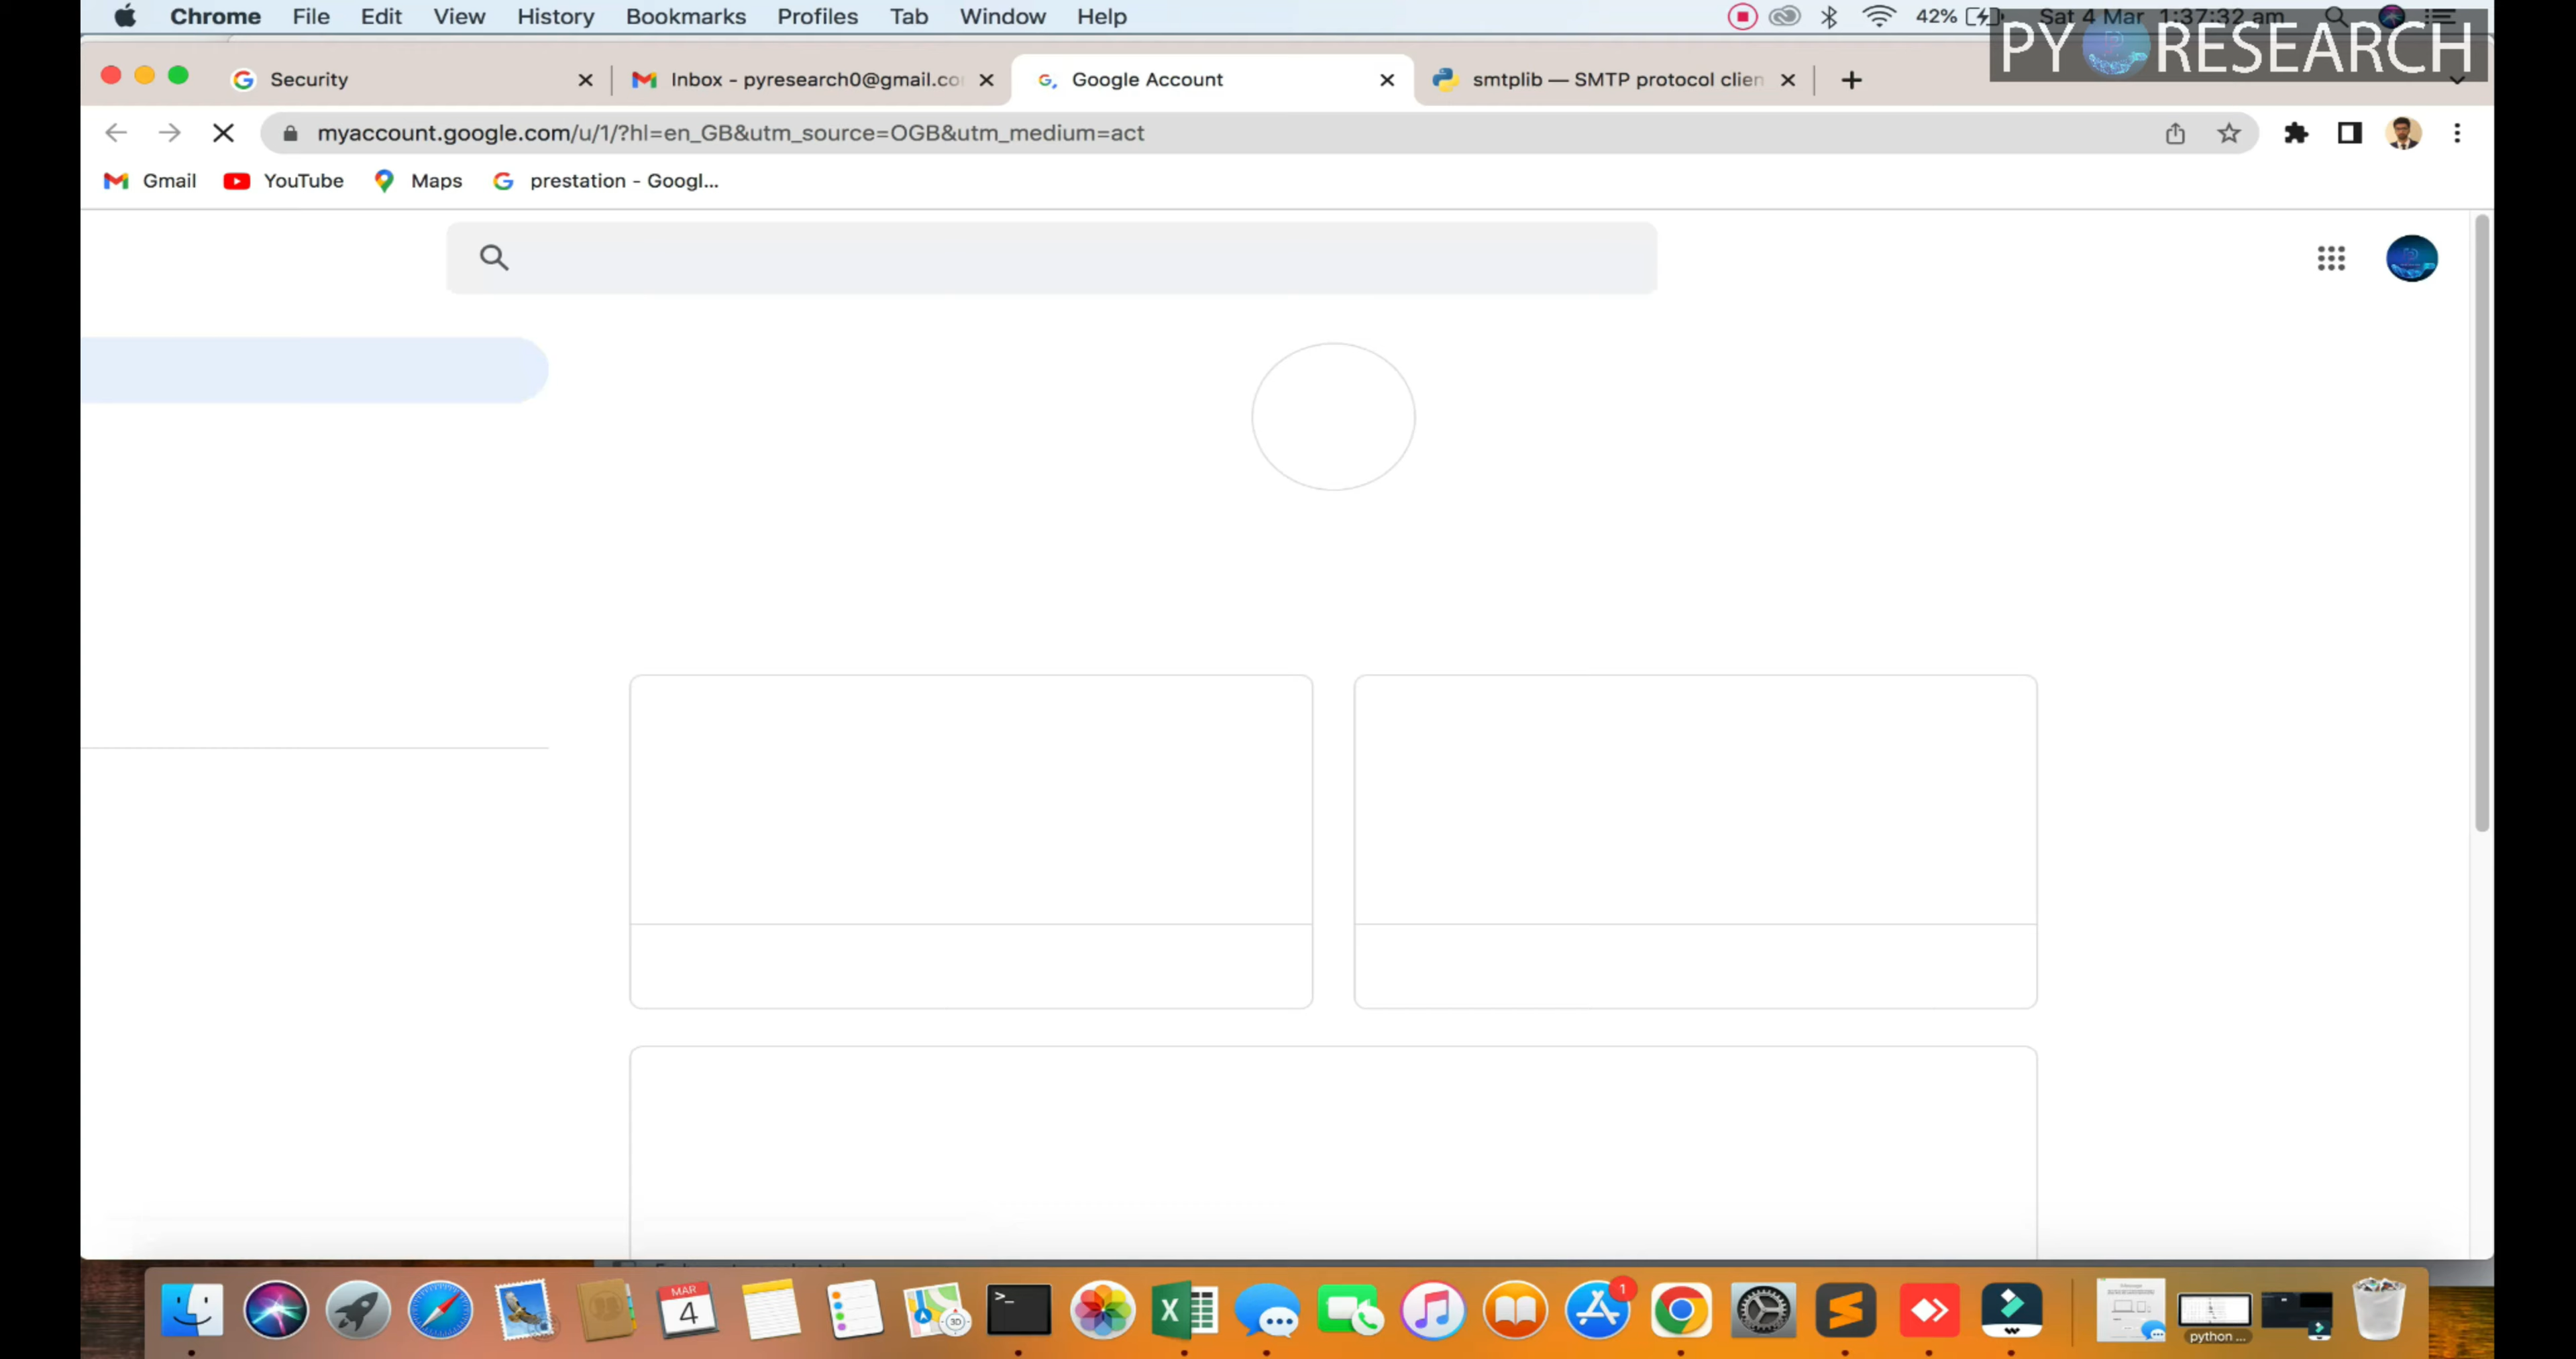 Chrome File Edit View History Bookmarks Profiles Tab Window Help 42% Sat 4 Mar 1:37:32 am
PY RESEARCH
Security Inbox - pyresearch0@gmail.co Google Account smtplib — SMTP protocol clien
myaccount.google.com/u/1/?hl=en_GB&utm_source=OGB&utm_medium=act
Gmail YouTube Maps prestation - Googl...
MAR
4
3D
>_
X
1
python ...